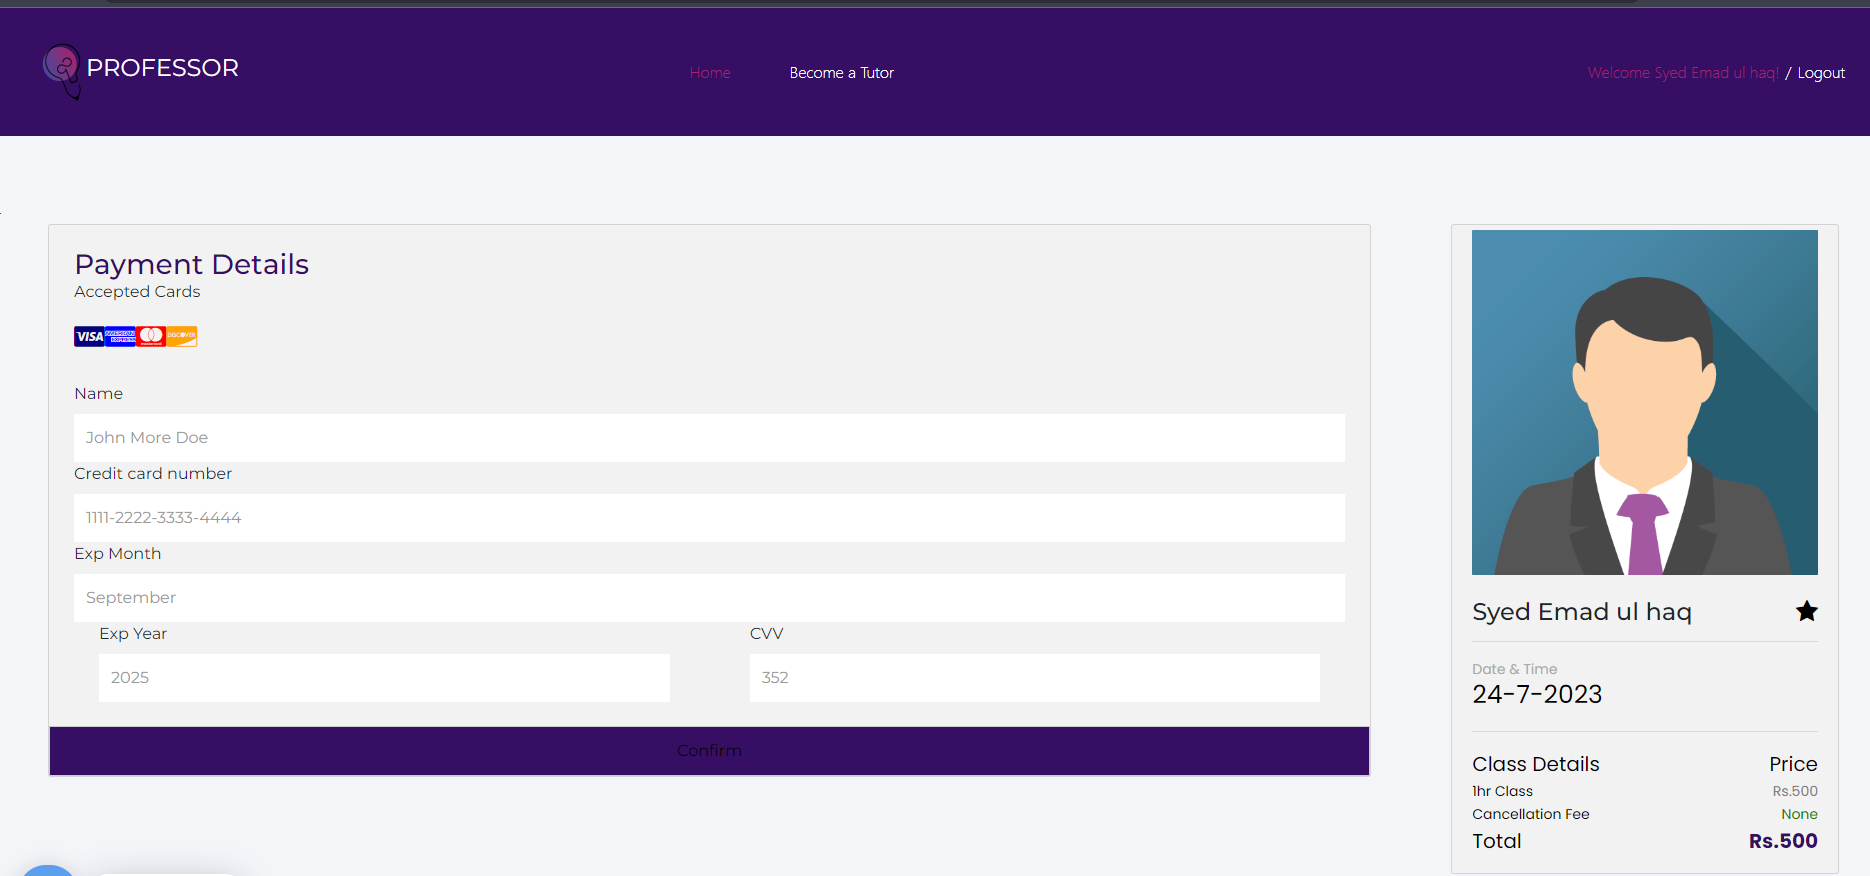 PROFESSOR
Home
Become a Tutor
Welcome Syed Emad ul haq! / Logout
Payment Details
Accepted Cards
VISA AMERICAN EXPRESS mastercard DISCOVER
Name
John More Doe
Credit card number
1111-2222-3333-4444
Exp Month
September
Exp Year
CVV
2025
352
Confirm
Syed Emad ul haq
Date & Time
24-7-2023
Class Details Price
1hr Class Rs.500
Cancellation Fee None
Total Rs.500